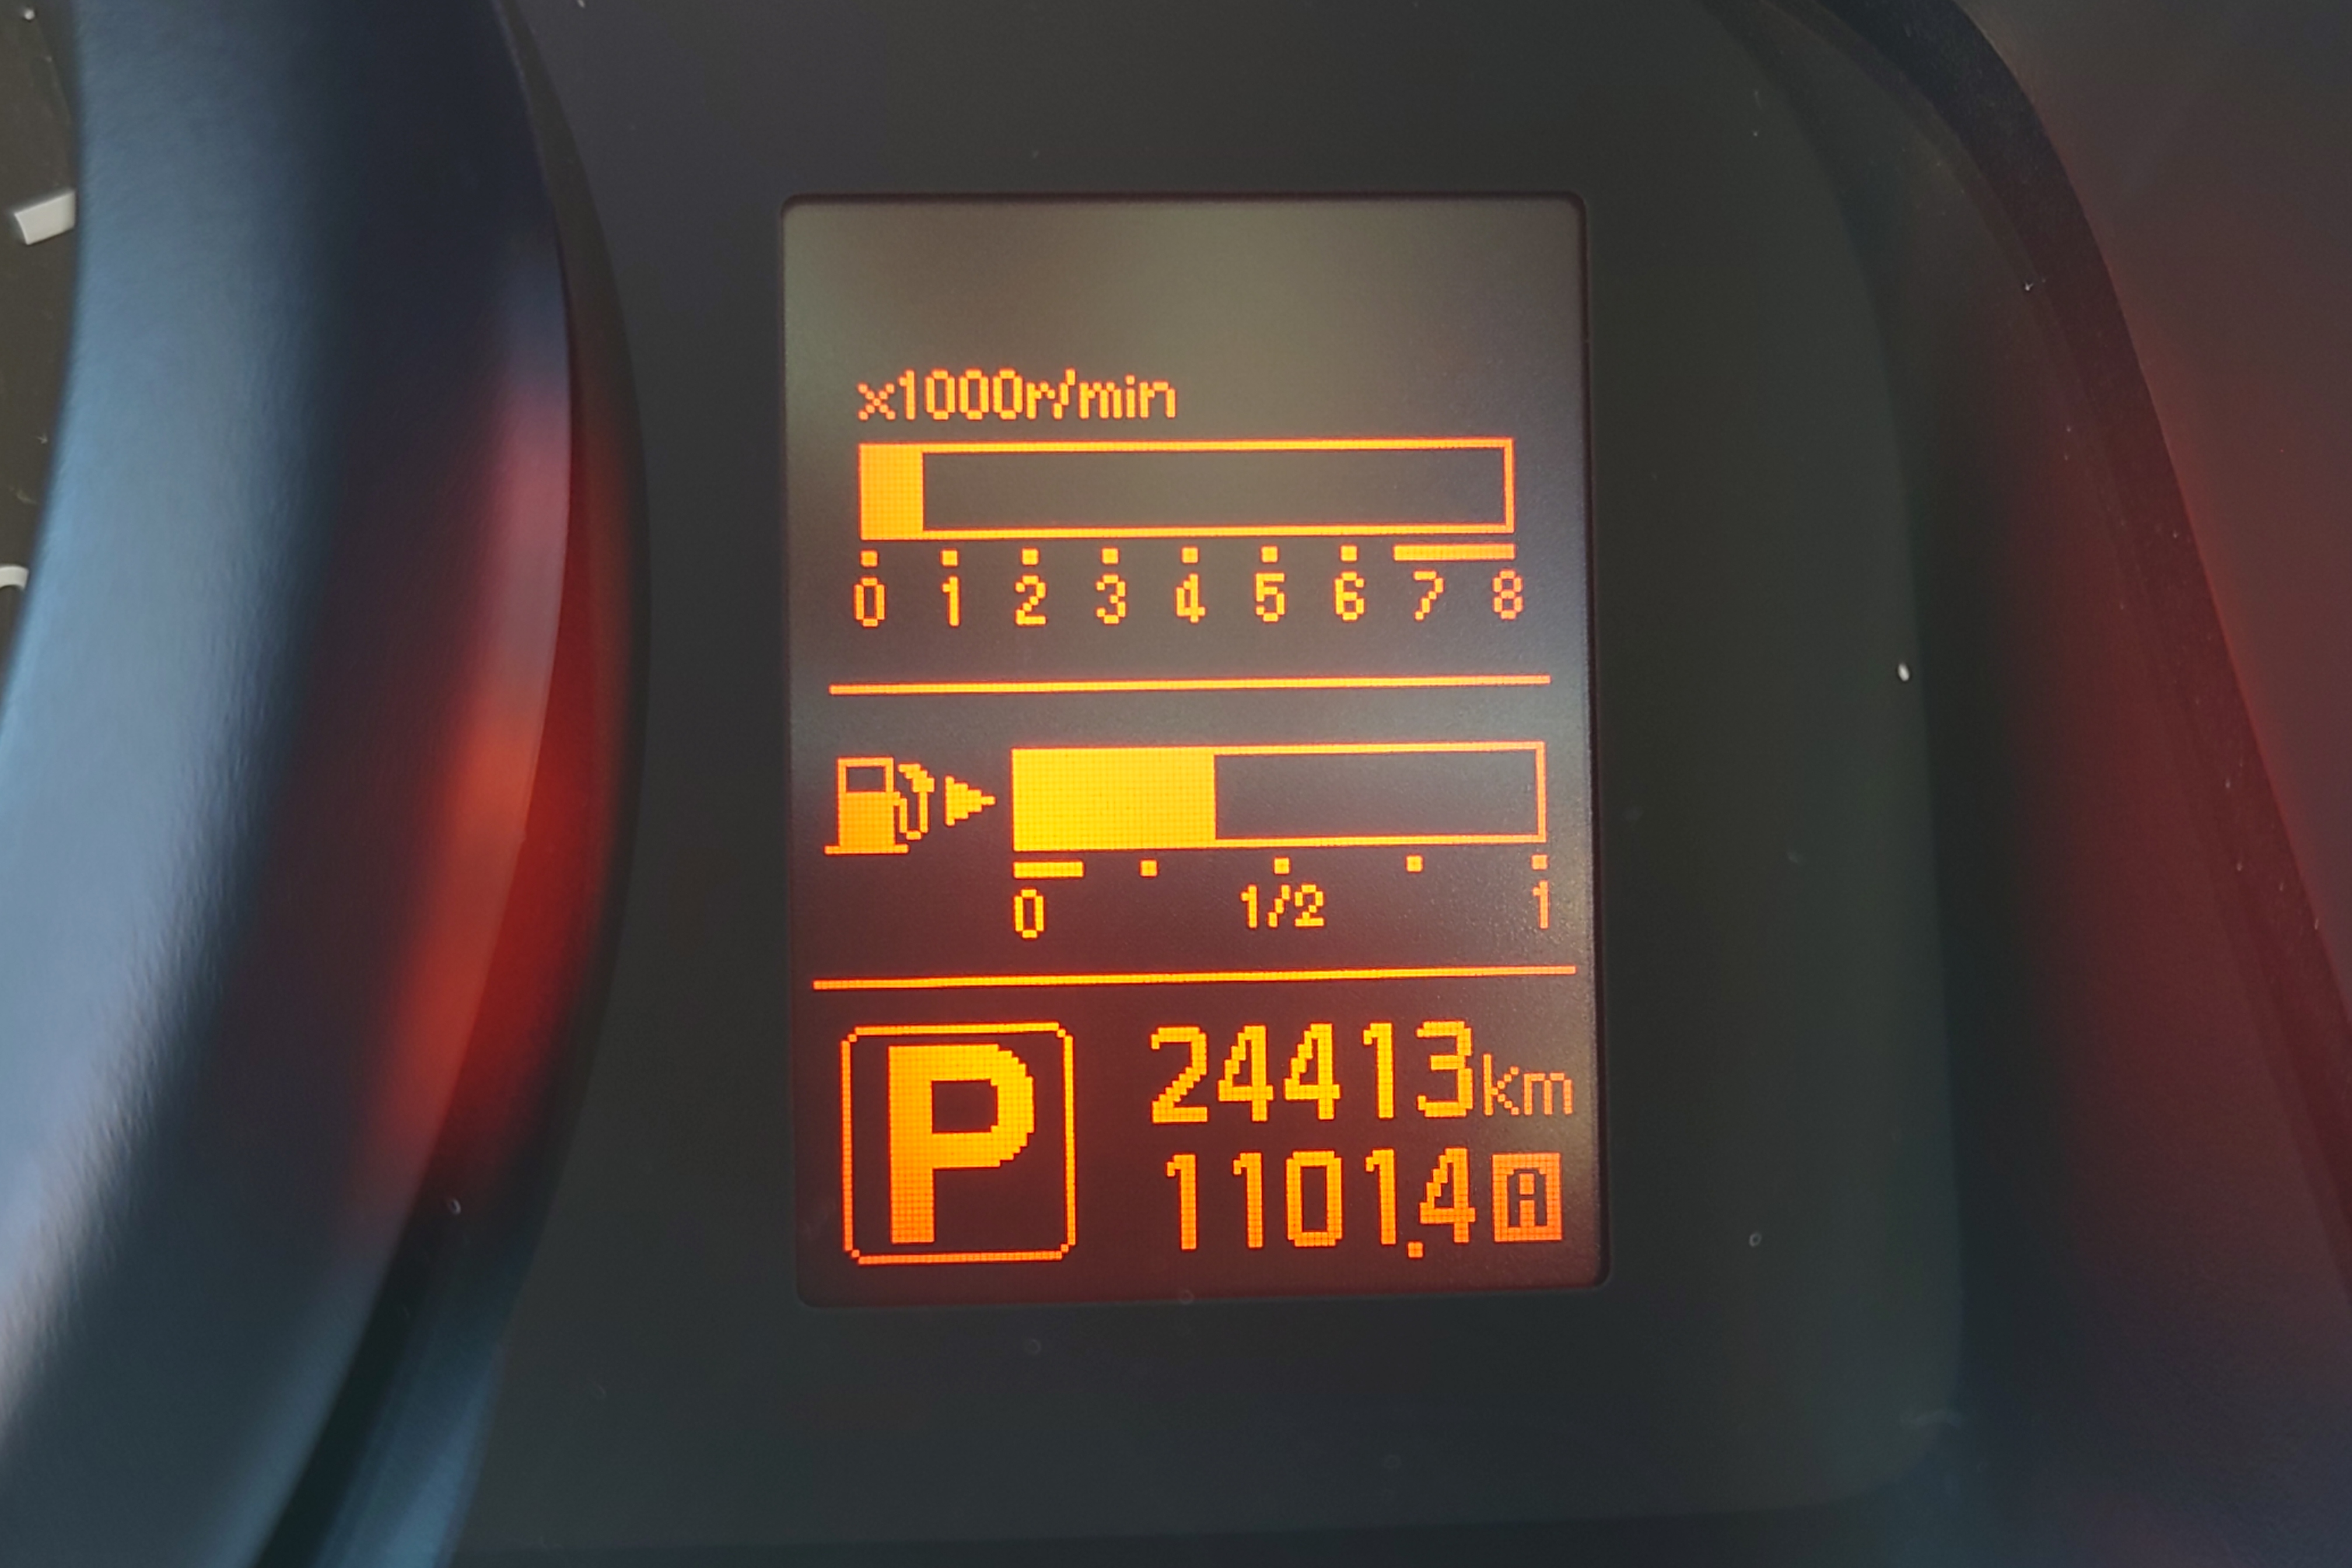 x1000r/min
0 1 2 3 4 5 6 7 8
0 1/2 1
P
24413km
1101.4 A